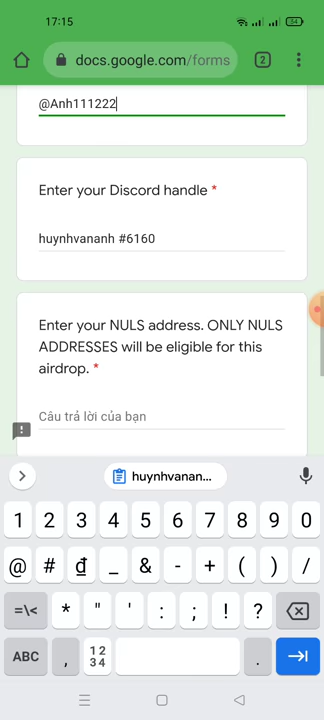 17:15
54
docs.google.com/forms
2
@Anh111222
Enter your Discord handle *
huynhvananh #6160
Enter your NULS address. ONLY NULS
ADDRESSES will be eligible for this
airdrop. *
Câu trả lời của bạn
huynhvanan...
1 2 3 4 5 6 7 8 9 0
@ # ₫ _ & - + ( ) /
=\< * " ' : ; ! ?
ABC , 12 .
34